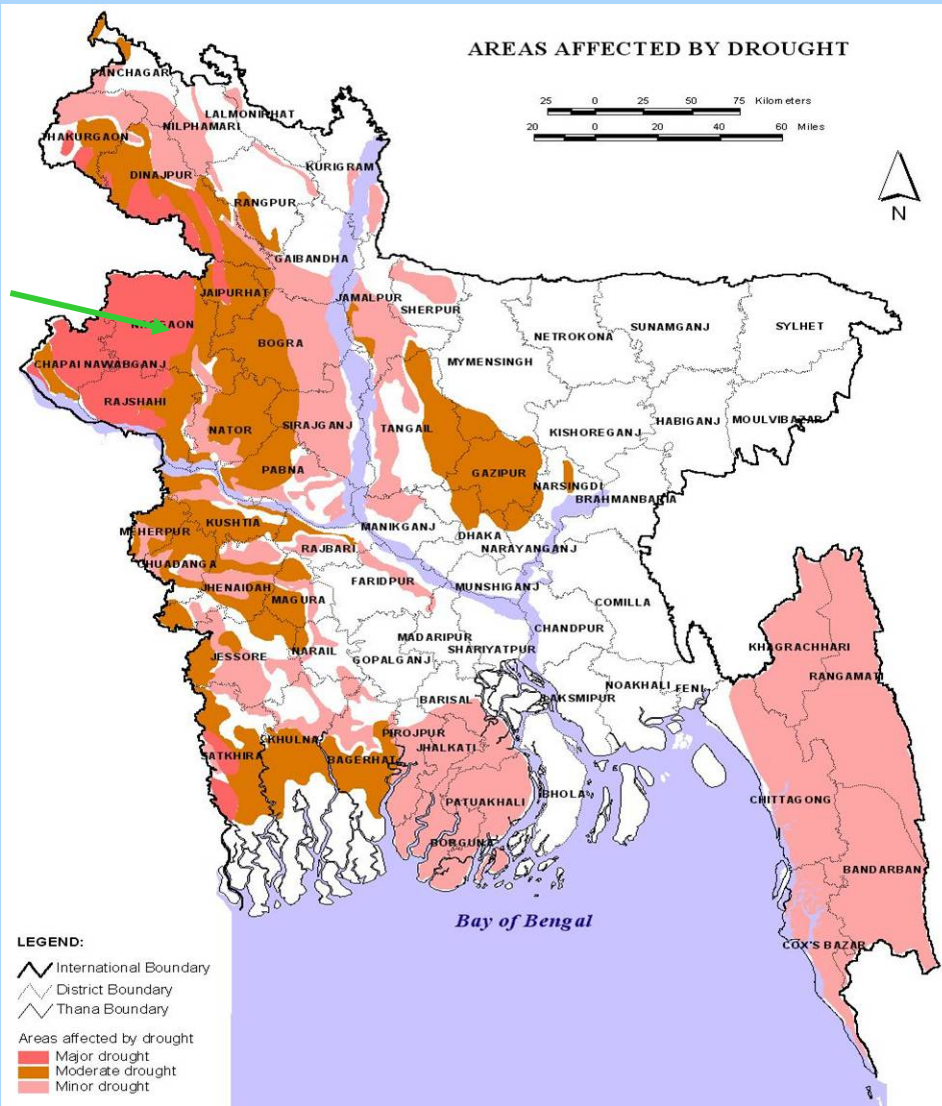 AREAS AFFECTED BY DROUGHT
25 0 25 50 75 Kilometers
20 0 20 40 60 Miles
N
PANCHAGAR
LALMONIRHAT
NILPHAMARI
DINAJPUR
KURIGRAM
RANGPUR
GAIBANDHA
JAIPURHAT
JAMALPUR
SHERPUR
NETROKONA
SUNAMGANJ
SYLHET
BOGRA
MYMENSINGH
CHAPAI NAWABGANJ
RAJSHAHI
NATOR
SIRAJGANJ
TANGAIL
KISHOREGANJ
HABIGANJ
MOULVIBAZAR
PABNA
GAZIPUR
NARSINGDI
BRAHMANBARIA
KUSHTIA
MEHERPUR
MANIKGANJ
DHAKA
NARAYANGANJ
RAJBARI
CHUADANGA
FARIDPUR
MUNSHIGANJ
JHENAIDAH
MAGURA
COMILLA
MADARIPUR
CHANDPUR
SHARIYATPUR
KHAGRACHHARI
JESSORE
NARAIL
GOPALGANJ
RANGAMATI
NOAKHALI
FENI
BARISAL
LAKSMIPUR
PIROJPUR
KHULNA
JHALKATI
SATKHIRA
BAGERHAT
PATUAKHALI
BHOLA
CHITTAGONG
BORGUNA
BANDARBAN
Bay of Bengal
COX'S BAZAR
LEGEND:
International Boundary
District Boundary
Thana Boundary
Areas affected by drought
Major drought
Moderate drought
Minor drought